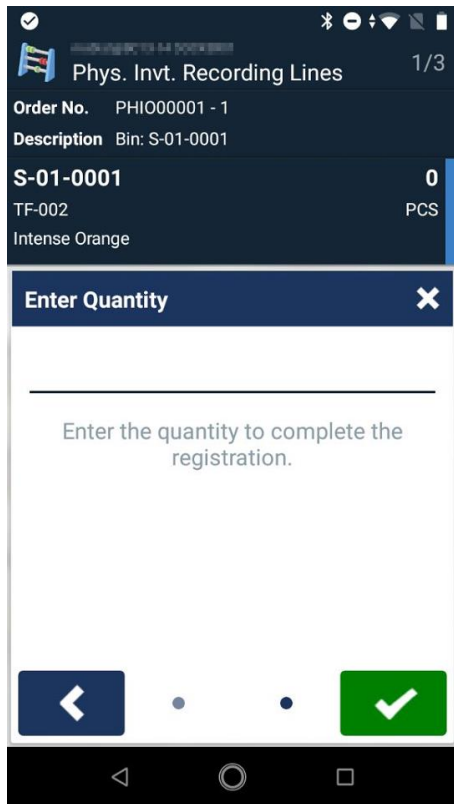 Phys. Invt. Recording Lines 1/3
Order No. PHIO00001 - 1
Description Bin: S-01-0001
S-01-0001 0
TF-002 PCS
Intense Orange
Enter Quantity
Enter the quantity to complete the
registration.